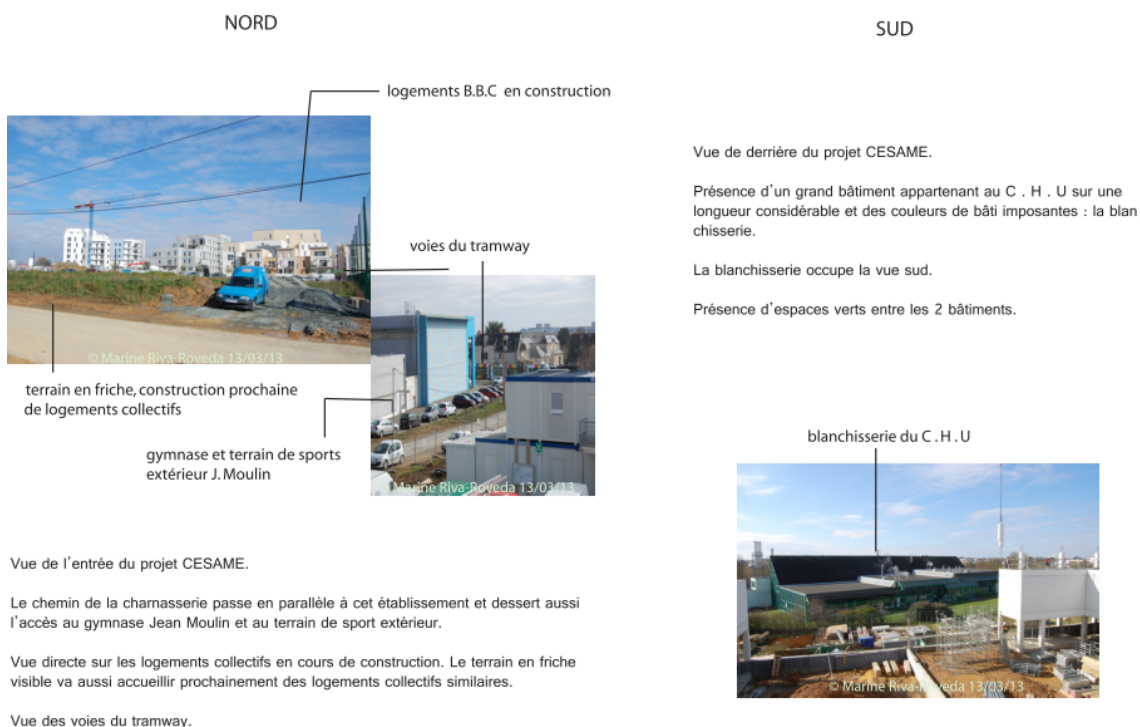 NORD
logements B.B.C en construction
voies du tramway
© Marine Riva-Roveda 13/03/13
terrain en friche, construction prochaine
de logements collectifs
gymnase et terrain de sports
extérieur J. Moulin
© Marine Riva-Roveda 13/03/13
Vue de l'entrée du projet CESAME.
Le chemin de la charnasserie passe en parallèle à cet établissement et dessert aussi
l'accès au gymnase Jean Moulin et au terrain de sport extérieur.
Vue directe sur les logements collectifs en cours de construction. Le terrain en friche
visible va aussi accueillir prochainement des logements collectifs similaires.
Vue des voies du tramway.
SUD
Vue de derrière du projet CESAME.
Présence d'un grand bâtiment appartenant au C . H . U sur une
longueur considérable et des couleurs de bâti imposantes : la blan
chisserie.
La blanchisserie occupe la vue sud.
Présence d'espaces verts entre les 2 bâtiments.
blanchisserie du C . H . U
© Marine Riva-Roveda 13/03/13